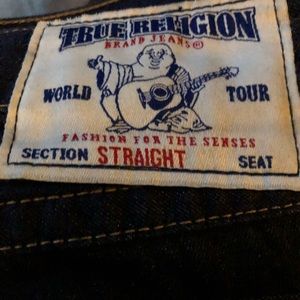 TRUE RELIGION
BRAND JEANS®
WORLD TOUR
FASHION FOR THE SENSES
SECTION STRAIGHT SEAT